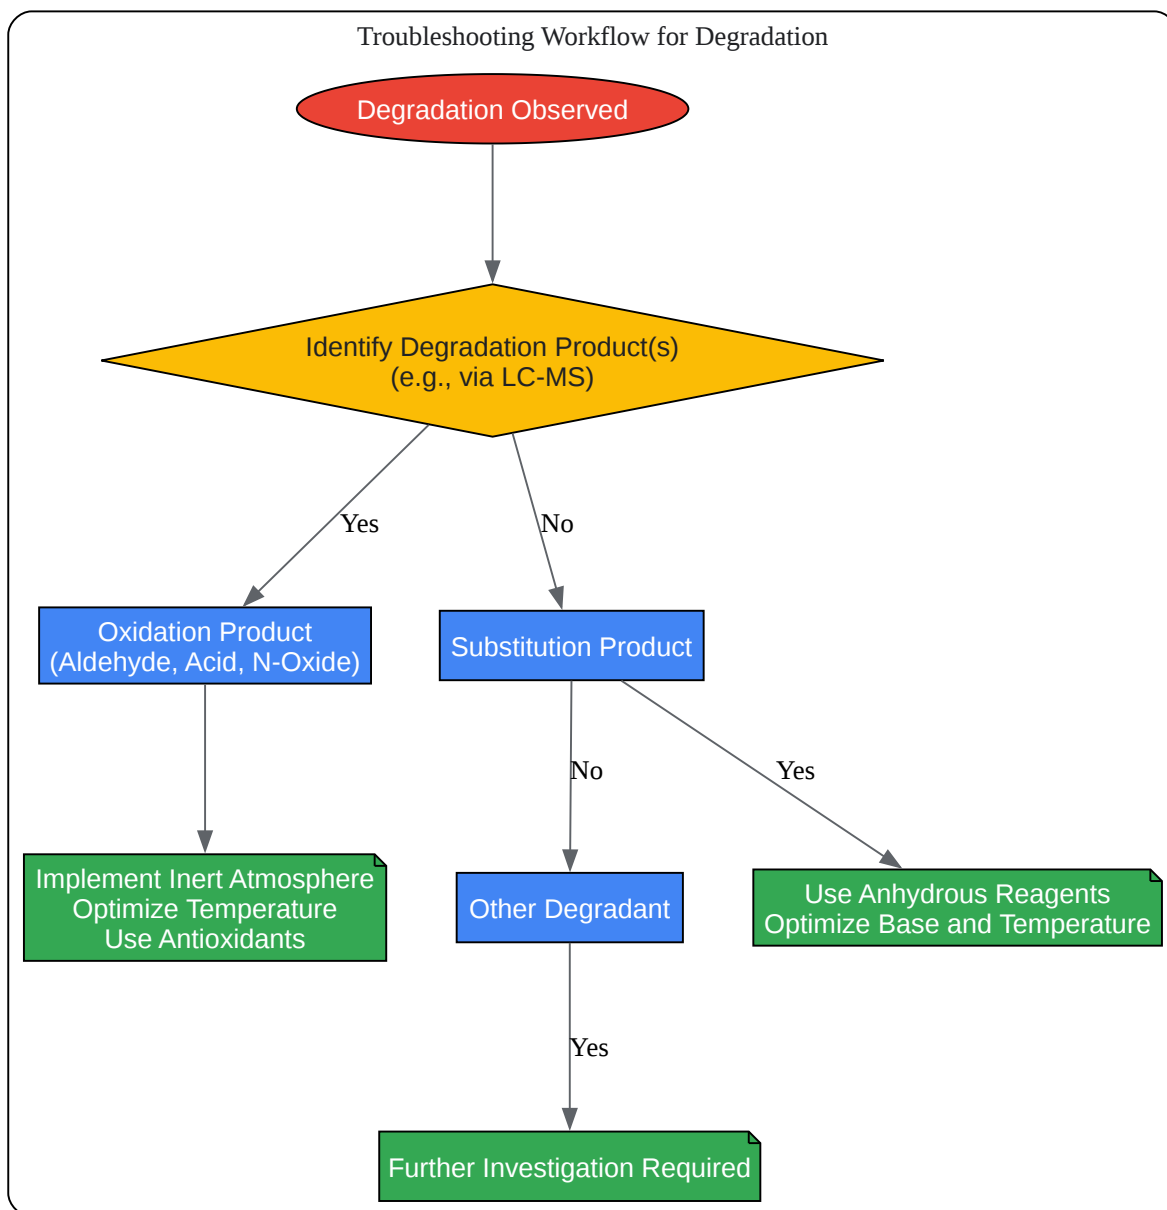 Troubleshooting Workflow for Degradation
Degradation Observed
Identify Degradation Product(s)
(e.g., via LC-MS)
Yes
No
Oxidation Product
(Aldehyde, Acid, N-Oxide)
Substitution Product
No
Yes
Implement Inert Atmosphere
Optimize Temperature
Use Antioxidants
Other Degradant
Use Anhydrous Reagents
Optimize Base and Temperature
Yes
Further Investigation Required